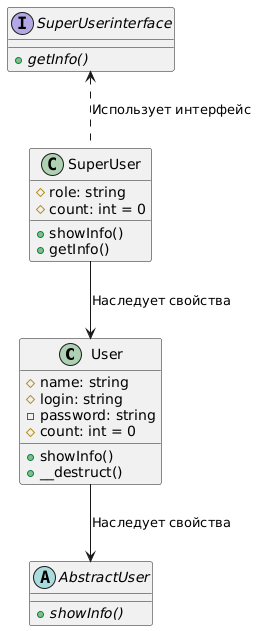 I SuperUserinterface
getInfo()
Использует интерфейс
C SuperUser
role: string
count: int = 0
showInfo()
getInfo()
Наследует свойства
C User
name: string
login: string
password: string
count: int = 0
showInfo()
__destruct()
Наследует свойства
A AbstractUser
showInfo()